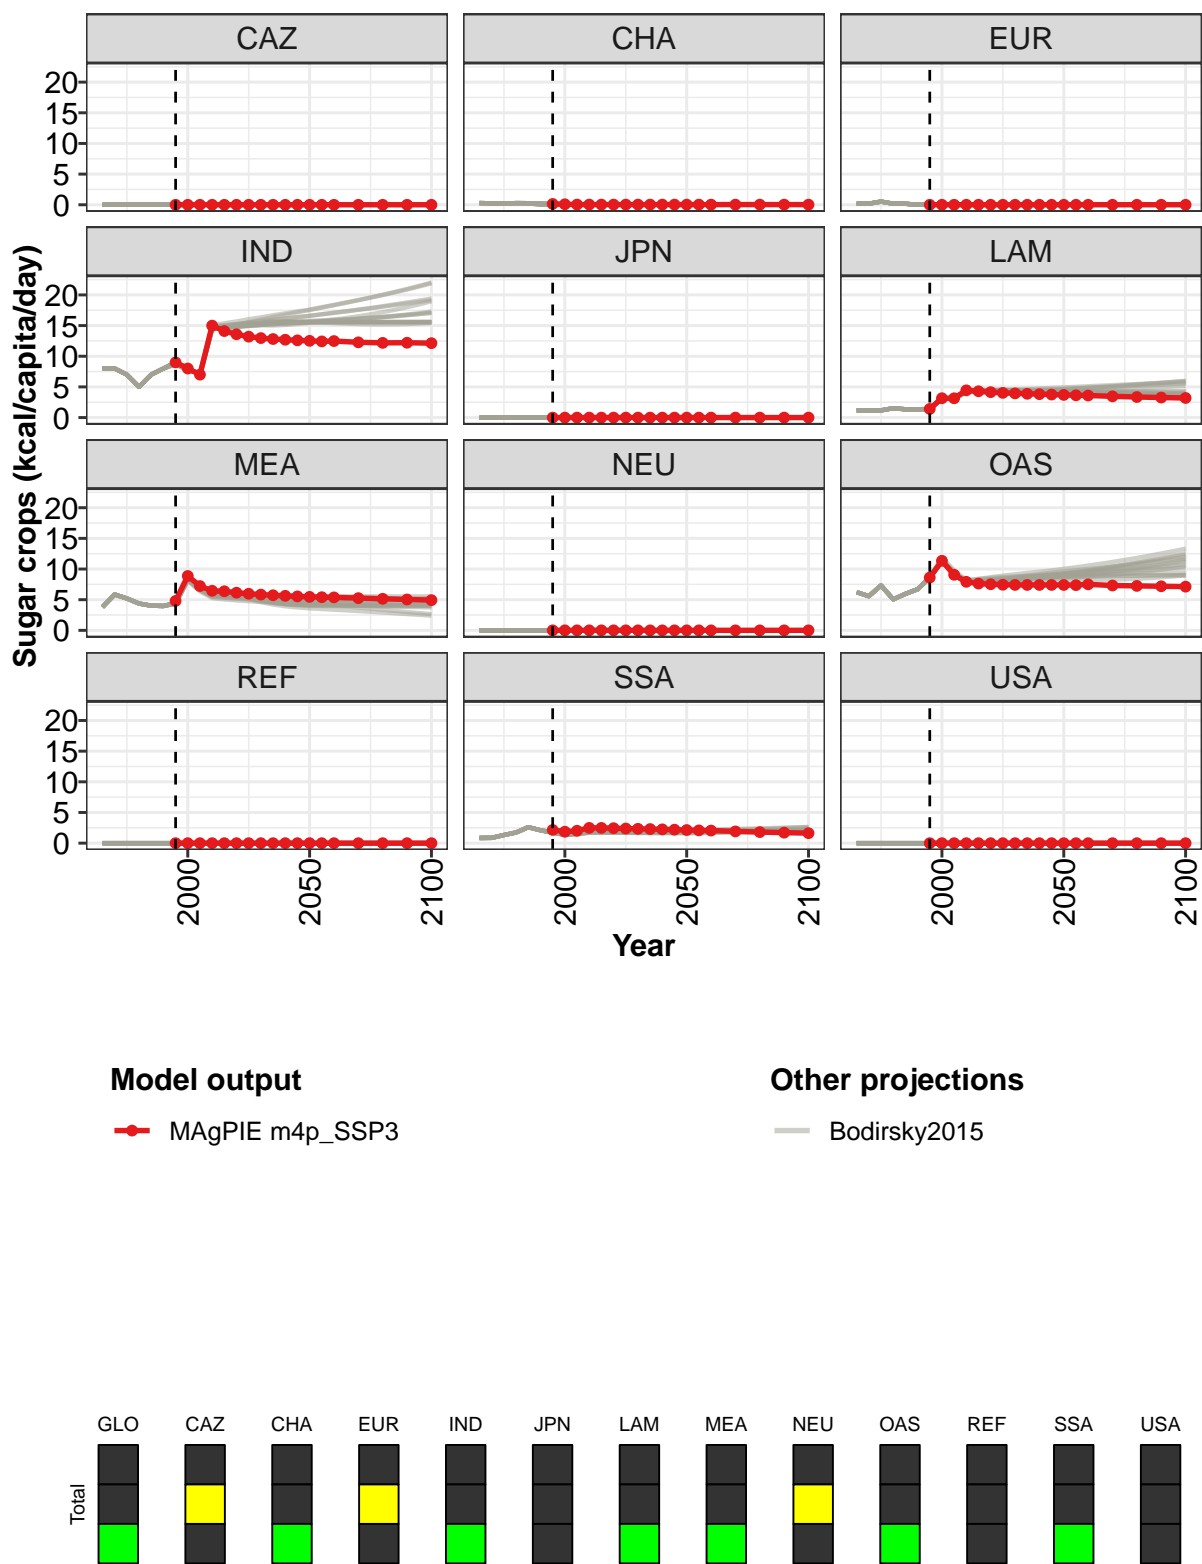 CAZ CHA EUR
20
15
10
5
0
IND JPN LAM
20
15
10
5
0
MEA NEU OAS
20
15
10
5
0
REF SSA USA
20
15
10
5
0
Sugar crops (kcal/capita/day)
2000 2050 2100 2000 2050 2100 2000 2050 2100
Year
Model output Other projections
MAgPIE m4p_SSP3 Bodirsky2015
GLO CAZ CHA EUR IND JPN LAM MEA NEU OAS REF SSA USA
Total